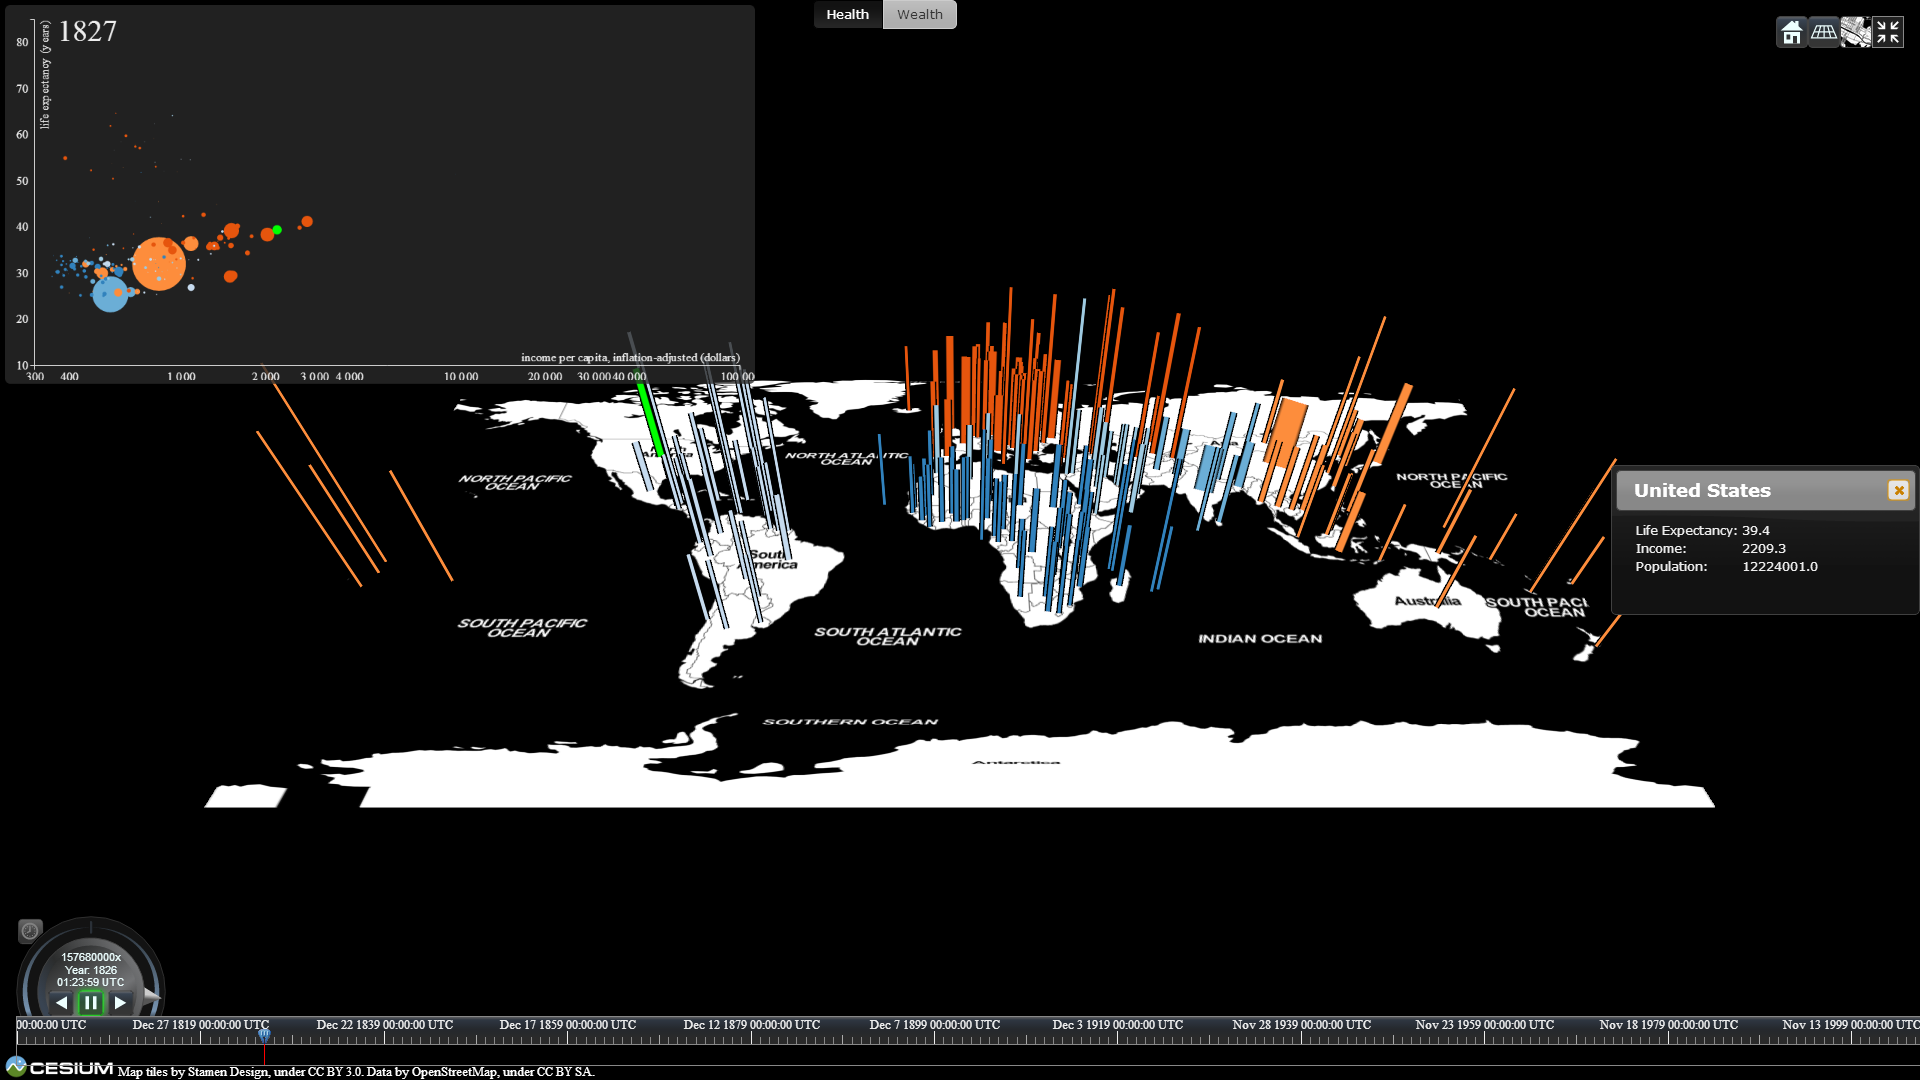 1827
life expectancy (years)
80
70
60
50
40
30
20
10
income per capita, inflation-adjusted (dollars)
300 400 1 000 2 000 3 000 4 000 10 000 20 000 30 000 40 000 100 00
Health Wealth
NORTH PACIFIC
OCEAN
NORTH ATLANTIC
OCEAN
America
Asia
NORTH PACIFIC
OCEAN
South
America
Australia
SOUTH PACI
OCEAN
SOUTH PACIFIC
OCEAN
SOUTH ATLANTIC
OCEAN
INDIAN OCEAN
SOUTHERN OCEAN
Antarctica
United States
Life Expectancy: 39.4
Income: 2209.3
Population: 12224001.0
157680000x
Year: 1826
01:23:59 UTC
00:00:00 UTC Dec 27 1819 00:00:00 UTC Dec 22 1839 00:00:00 UTC Dec 17 1859 00:00:00 UTC Dec 12 1879 00:00:00 UTC Dec 7 1899 00:00:00 UTC Dec 3 1919 00:00:00 UTC Nov 28 1939 00:00:00 UTC Nov 23 1959 00:00:00 UTC Nov 18 1979 00:00:00 UTC Nov 13 1999 00:00:00 UTC
CESIUM Map tiles by Stamen Design, under CC BY 3.0. Data by OpenStreetMap, under CC BY SA.